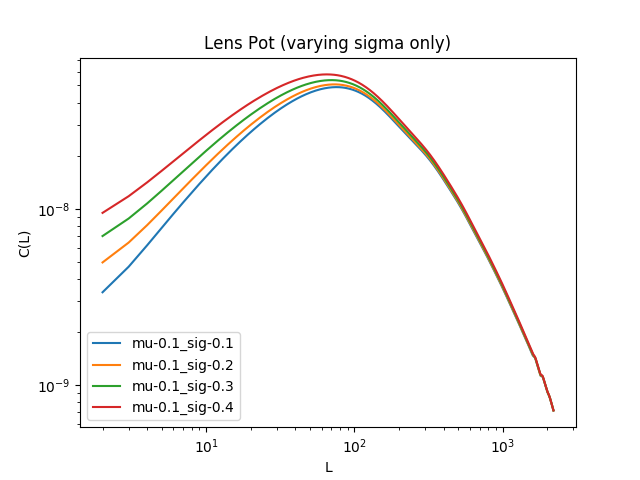 Lens Pot (varying sigma only)
C(L)
10⁻⁸
10⁻⁹
mu-0.1_sig-0.1
mu-0.1_sig-0.2
mu-0.1_sig-0.3
mu-0.1_sig-0.4
10¹ 10² 10³
L